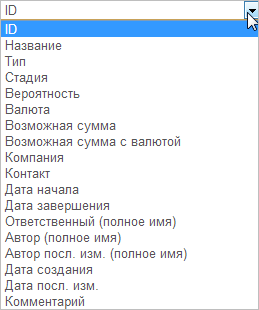 ID
ID
Название
Тип
Стадия
Вероятность
Валюта
Возможная сумма
Возможная сумма с валютой
Компания
Контакт
Дата начала
Дата завершения
Ответственный (полное имя)
Автор (полное имя)
Автор посл. изм. (полное имя)
Дата создания
Дата посл. изм.
Комментарий